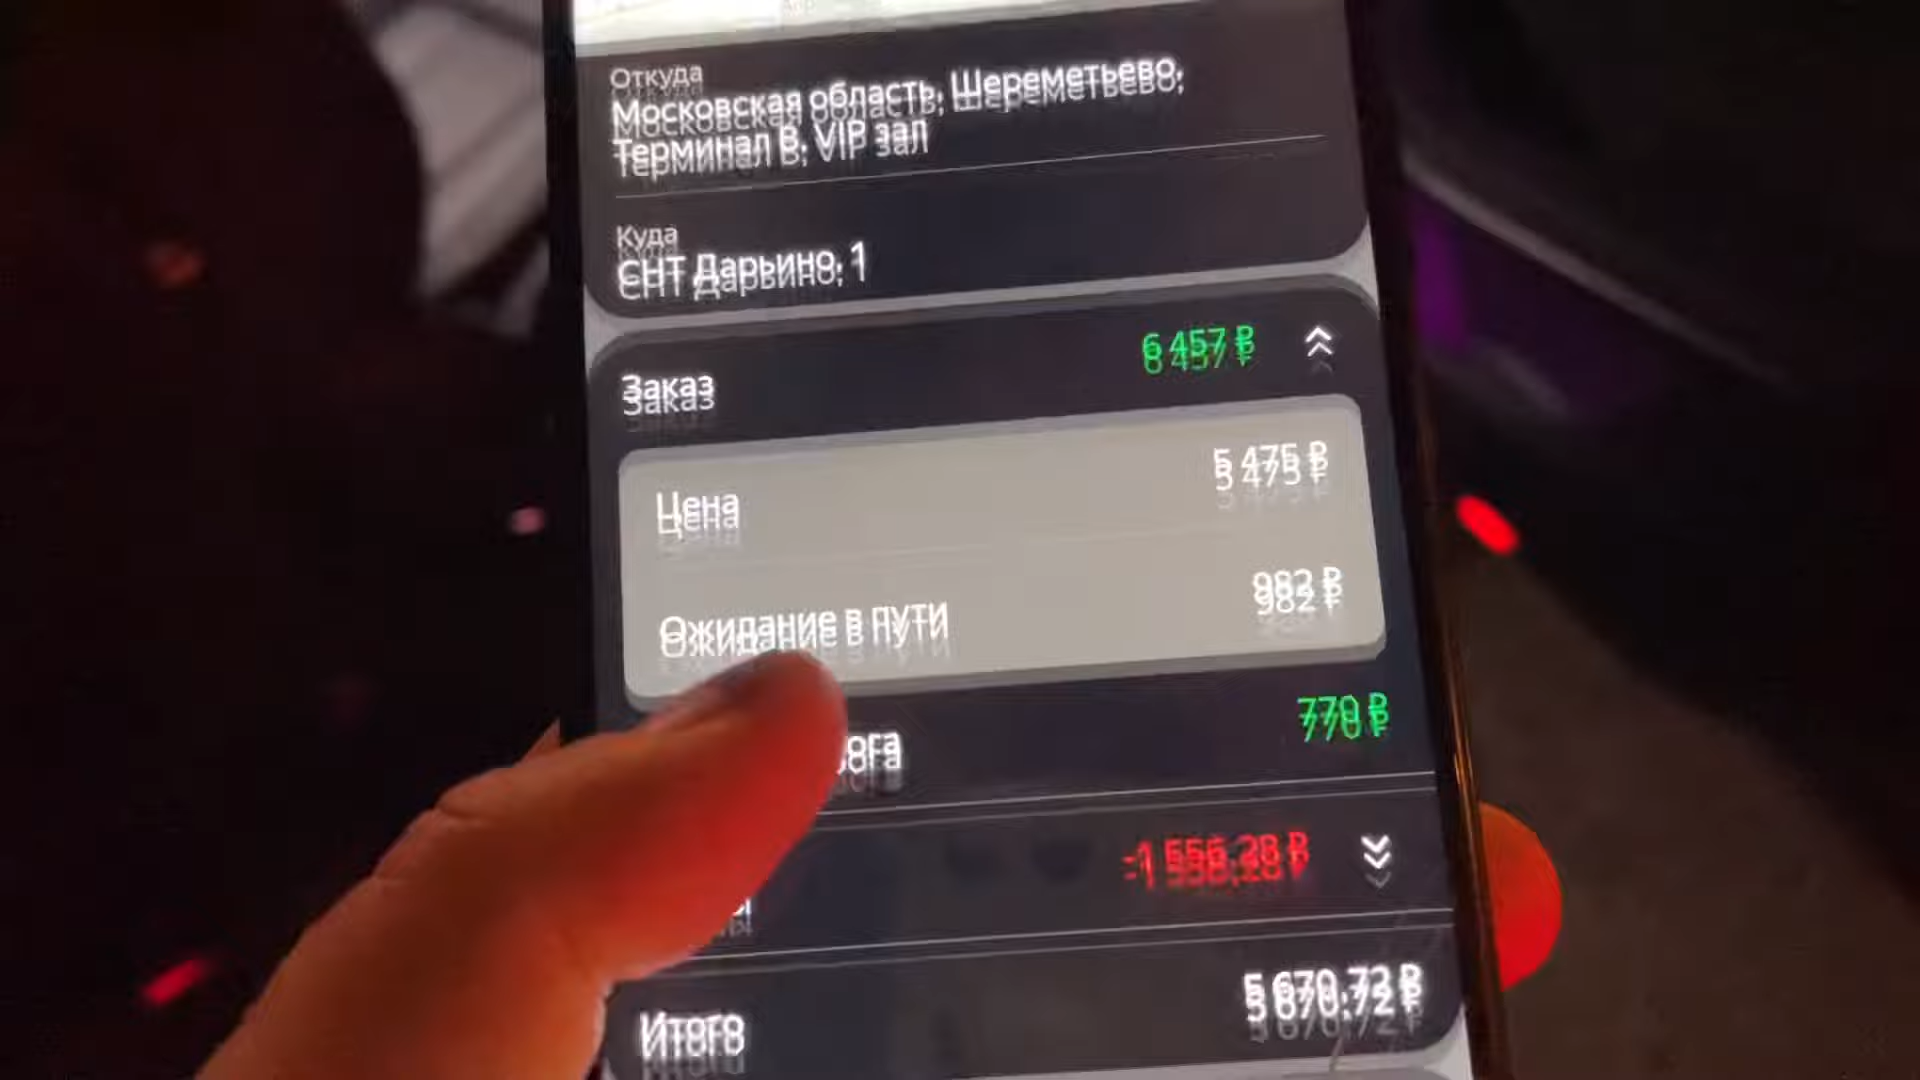 Откуда
Московская область, Шереметьево,
Терминал B, VIP зал
Куда
СНТ Дарьино, 1
Заказ
6 457 ₽
Цена
5 475 ₽
Ожидание в пути
982 ₽
770 ₽
-1 556,28 ₽
Итого
5 670,72 ₽